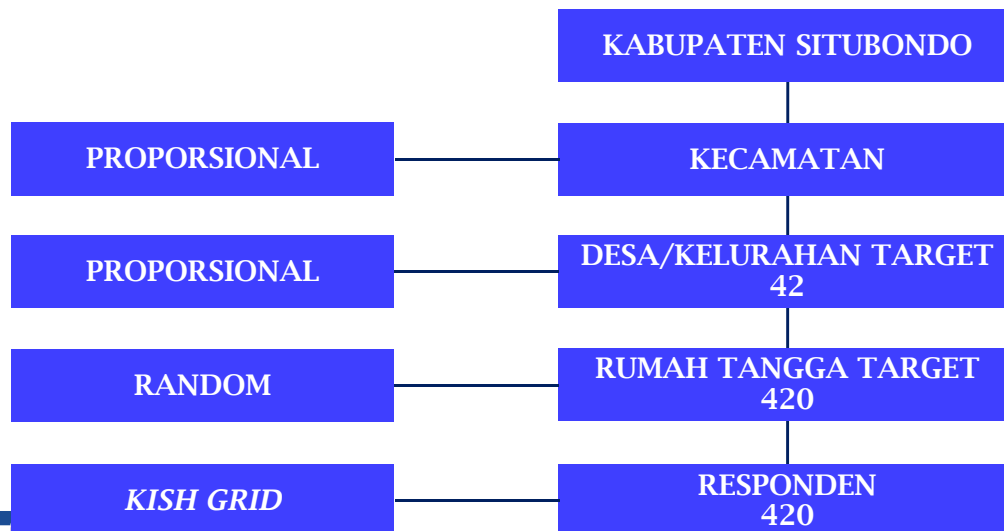 KABUPATEN SITUBONDO
PROPORSIONAL
KECAMATAN
PROPORSIONAL
DESA/KELURAHAN TARGET
42
RANDOM
RUMAH TANGGA TARGET
420
KISH GRID
RESPONDEN
420